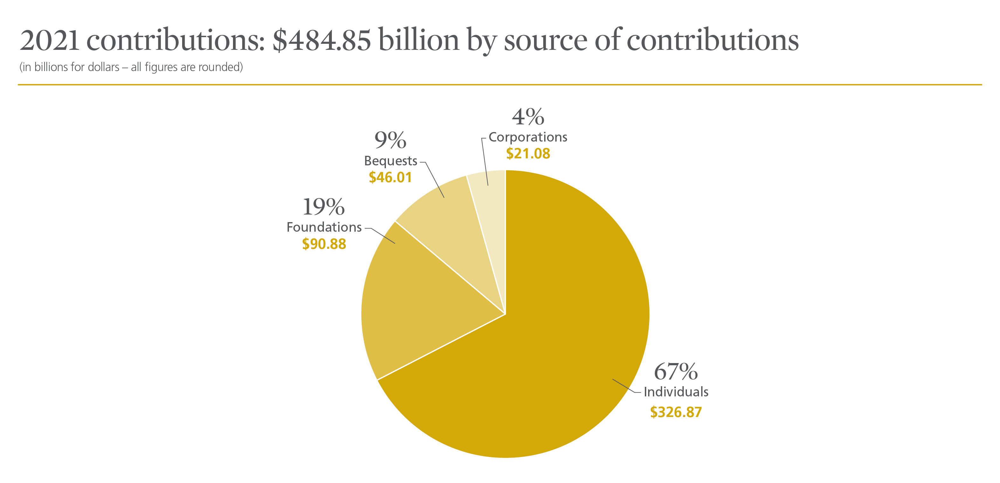 2021 contributions: $484.85 billion by source of contributions
(in billions for dollars – all figures are rounded)
4%
Corporations
$21.08
9%
Bequests
$46.01
19%
Foundations
$90.88
67%
Individuals
$326.87